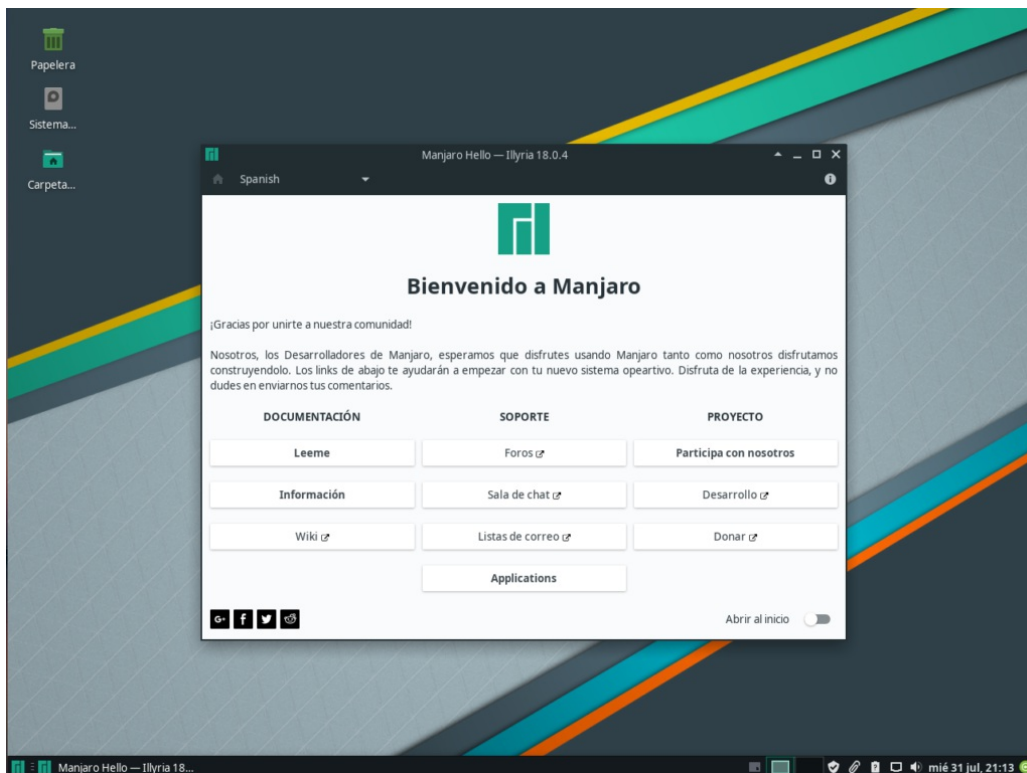 Papelera
Sistema...
Carpeta...
Manjaro Hello — Illyria 18.0.4
Spanish
Bienvenido a Manjaro
¡Gracias por unirte a nuestra comunidad!
Nosotros, los Desarrolladores de Manjaro, esperamos que disfrutes usando Manjaro tanto como nosotros disfrutamos
construyendolo. Los links de abajo te ayudarán a empezar con tu nuevo sistema opeartivo. Disfruta de la experiencia, y no
dudes en enviarnos tus comentarios.
DOCUMENTACIÓN SOPORTE PROYECTO
Leeme Foros Participa con nosotros
Información Sala de chat Desarrollo
Wiki Listas de correo Donar
Applications
G+ f
Abrir al inicio
Manjaro Hello — Illyria 18...
mié 31 jul, 21:13